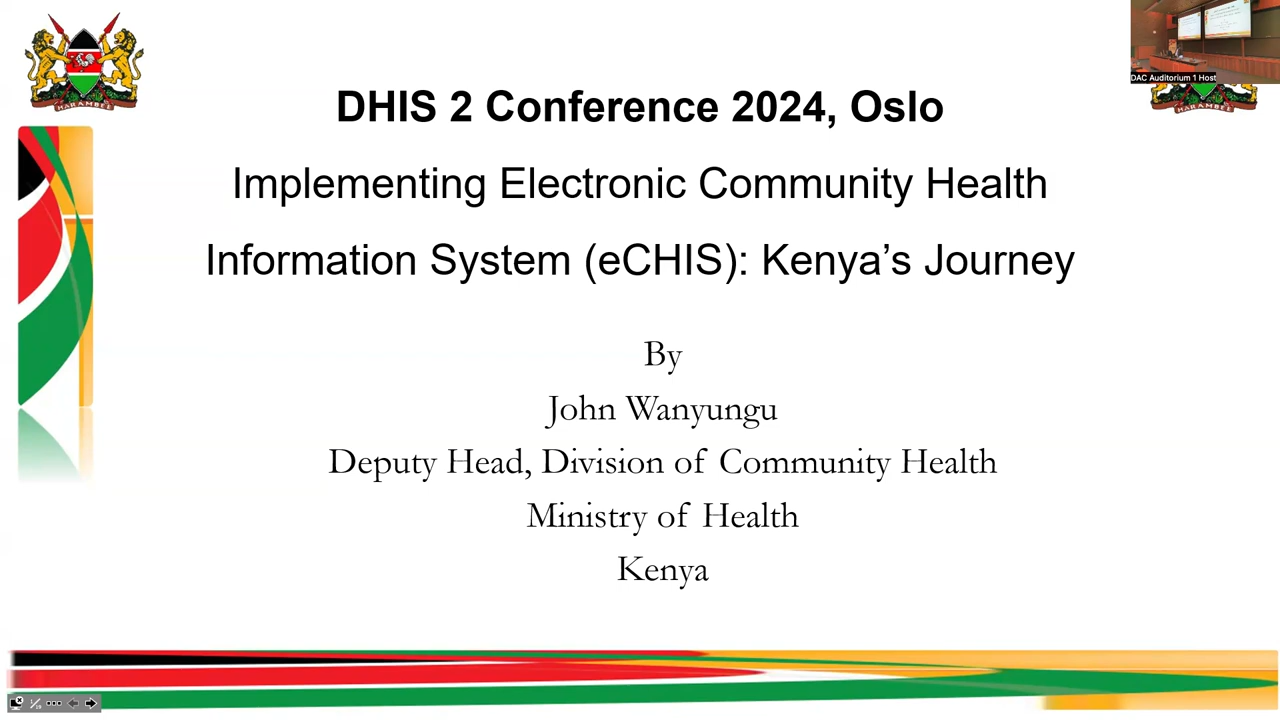 DHIS 2 Conference 2024, Oslo
Implementing Electronic Community Health
Information System (eCHIS): Kenya's Journey
By
John Wanyungu
Deputy Head, Division of Community Health
Ministry of Health
Kenya
HARAMBEE
DAC Auditorium 1 Host
HARAMBEE